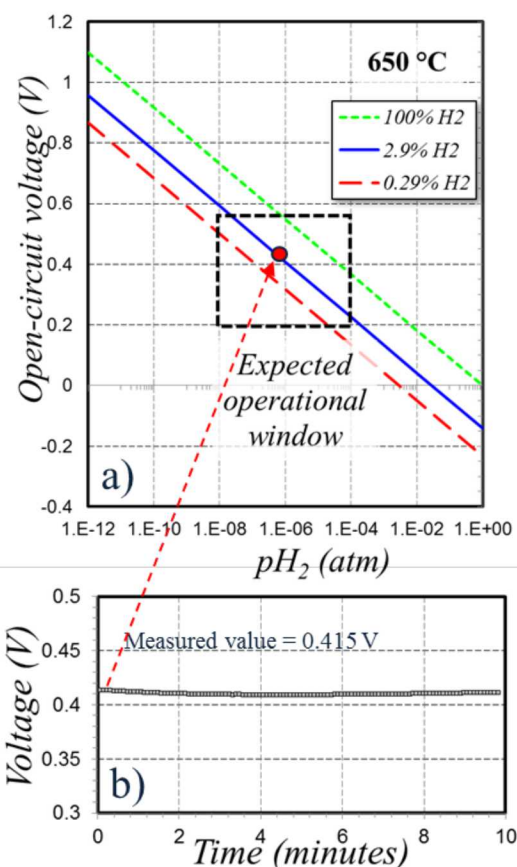 1.2
1
0.8
0.6
0.4
0.2
0
-0.2
-0.4
Open-circuit voltage (V)
650 °C
100% H2
2.9% H2
0.29% H2
Expected
operational
window
a)
1.E-12 1.E-10 1.E-08 1.E-06 1.E-04 1.E-02 1.E+00
pH₂ (atm)
0.5
0.45
0.4
0.35
0.3
Voltage (V)
Measured value = 0.415 V
b)
0 2 4 6 8 10
Time (minutes)